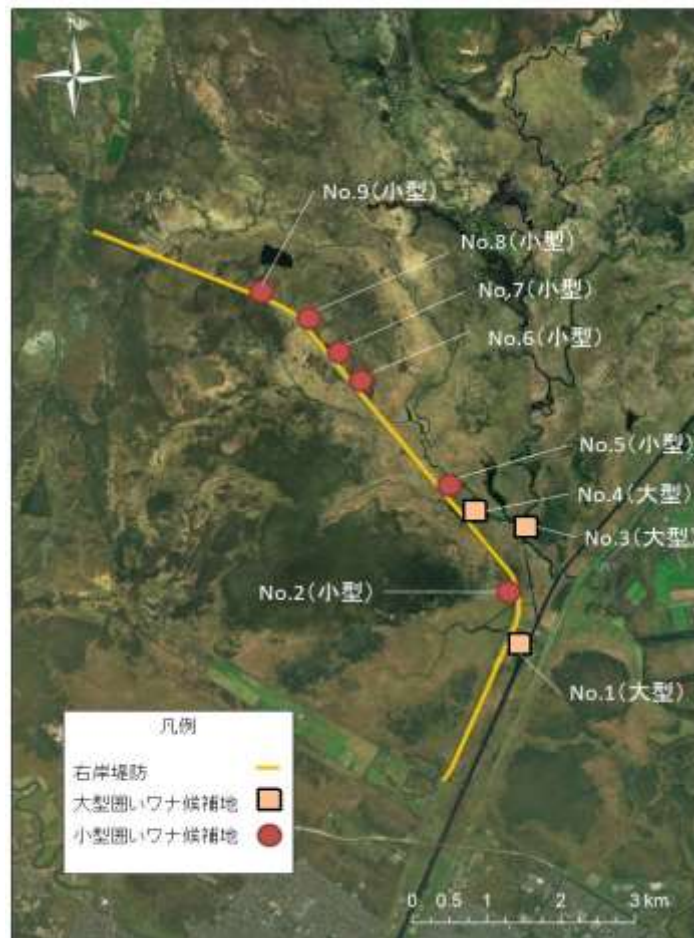 No.9(小型)
No.8(小型)
No,7(小型)
No.6(小型)
No.5(小型)
No.4(大型)
No.3(大型)
No.2(小型)
No.1(大型)
凡例
右岸堤防
大型囲いワナ候補地
小型囲いワナ候補地
0 0.5 1 2 3 km